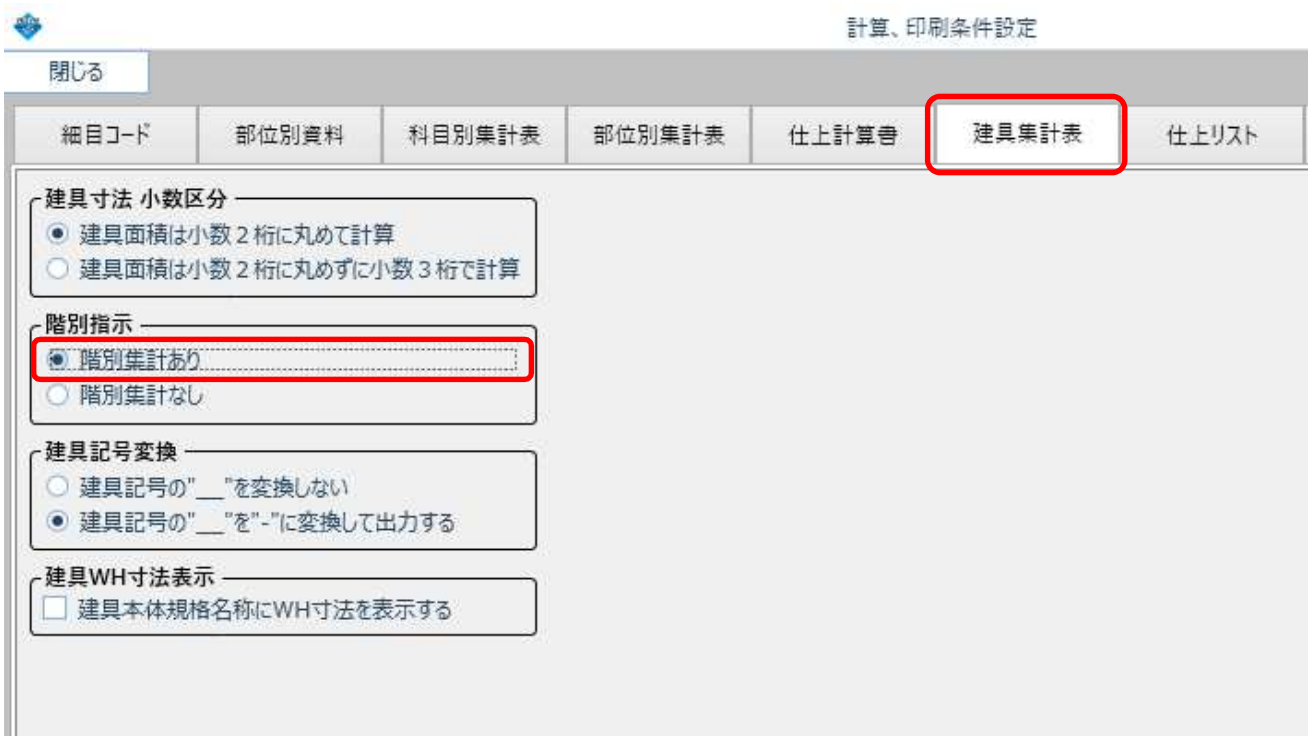 計算、印刷条件設定
閉じる
細目コード 部位別資料 科目別集計表 部位別集計表 仕上計算書 建具集計表 仕上リスト
建具寸法 小数区分
建具面積は小数２桁に丸めて計算
建具面積は小数２桁に丸めずに小数３桁で計算
階別指示
階別集計あり
階別集計なし
建具記号変換
建具記号の"__"を変換しない
建具記号の"__"を"-"に変換して出力する
建具WH寸法表示
建具本体規格名称にWH寸法を表示する